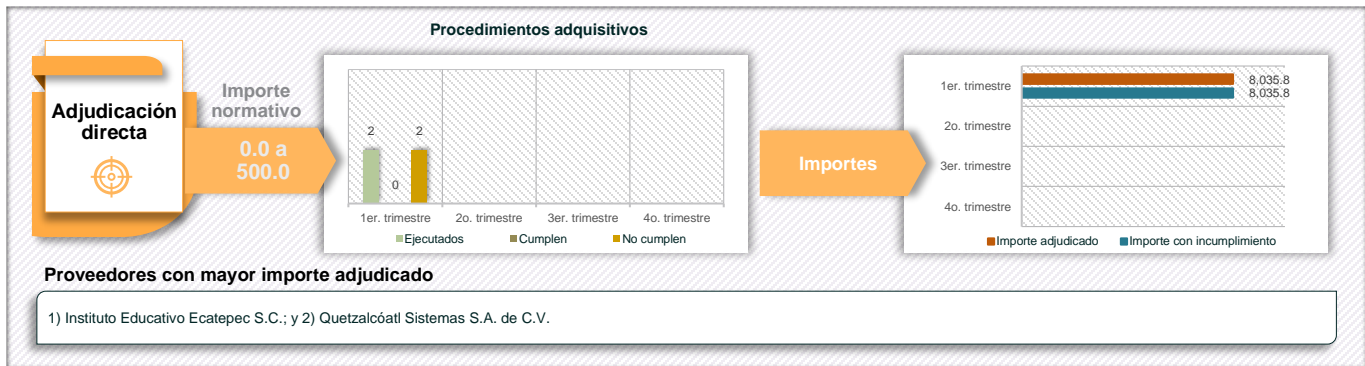 Procedimientos adquisitivos
Adjudicación
directa
Importe
normativo
0.0 a
500.0
2
0
2
1er. trimestre
2o. trimestre
3er. trimestre
4o. trimestre
Ejecutados
Cumplen
No cumplen
Importes
1er. trimestre
2o. trimestre
3er. trimestre
4o. trimestre
8,035.8
8,035.8
Importe adjudicado
Importe con incumplimiento
Proveedores con mayor importe adjudicado
1) Instituto Educativo Ecatepec S.C.; y 2) Quetzalcóatl Sistemas S.A. de C.V.